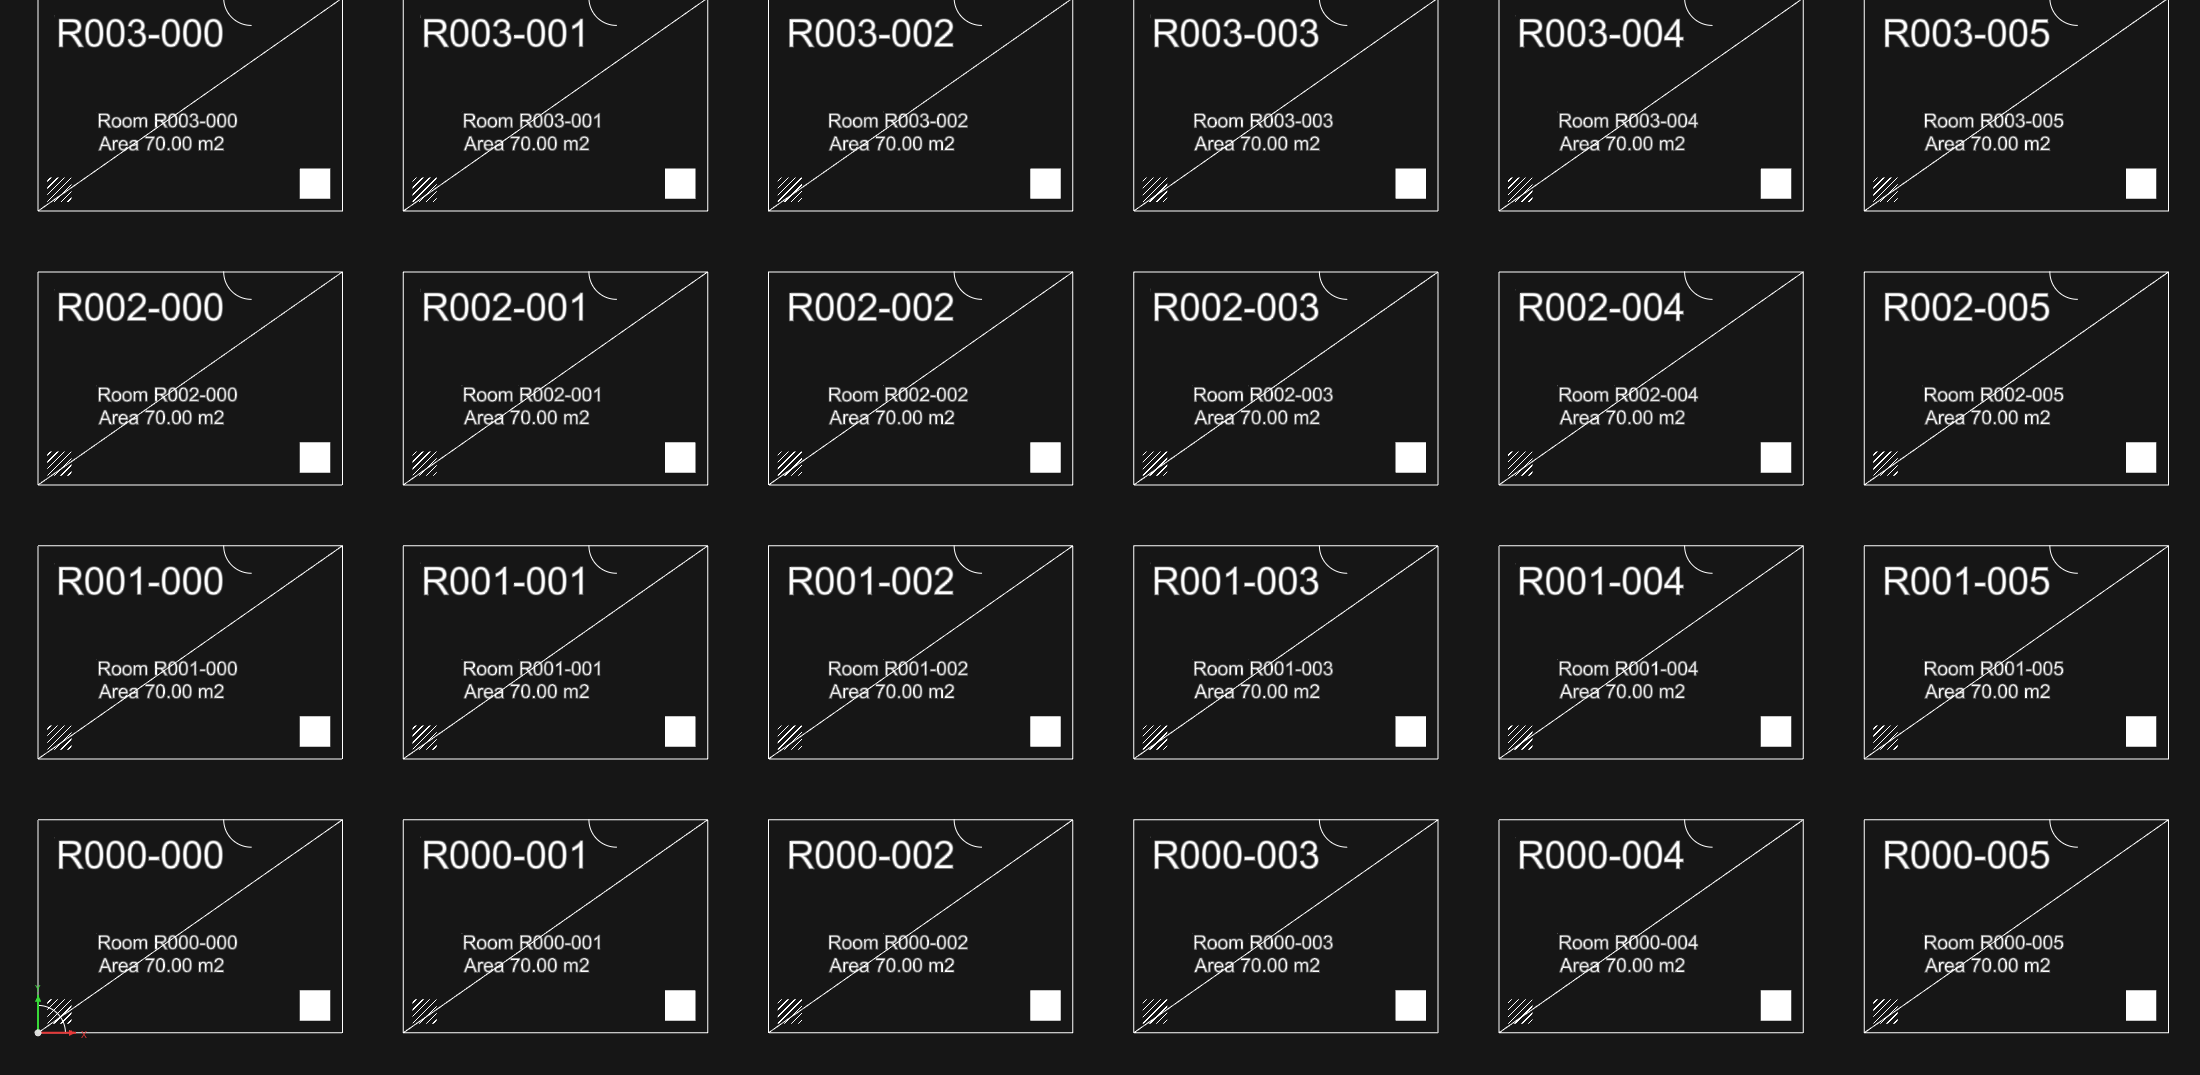 R003-000
R003-001
R003-002
R003-003
R003-004
R003-005
Room R003-000
Area 70.00 m2
Room R003-001
Area 70.00 m2
Room R003-002
Area 70.00 m2
Room R003-003
Area 70.00 m2
Room R003-004
Area 70.00 m2
Room R003-005
Area 70.00 m2
R002-000
R002-001
R002-002
R002-003
R002-004
R002-005
Room R002-000
Area 70.00 m2
Room R002-001
Area 70.00 m2
Room R002-002
Area 70.00 m2
Room R002-003
Area 70.00 m2
Room R002-004
Area 70.00 m2
Room R002-005
Area 70.00 m2
R001-000
R001-001
R001-002
R001-003
R001-004
R001-005
Room R001-000
Area 70.00 m2
Room R001-001
Area 70.00 m2
Room R001-002
Area 70.00 m2
Room R001-003
Area 70.00 m2
Room R001-004
Area 70.00 m2
Room R001-005
Area 70.00 m2
R000-000
R000-001
R000-002
R000-003
R000-004
R000-005
Room R000-000
Area 70.00 m2
Room R000-001
Area 70.00 m2
Room R000-002
Area 70.00 m2
Room R000-003
Area 70.00 m2
Room R000-004
Area 70.00 m2
Room R000-005
Area 70.00 m2
Y
X